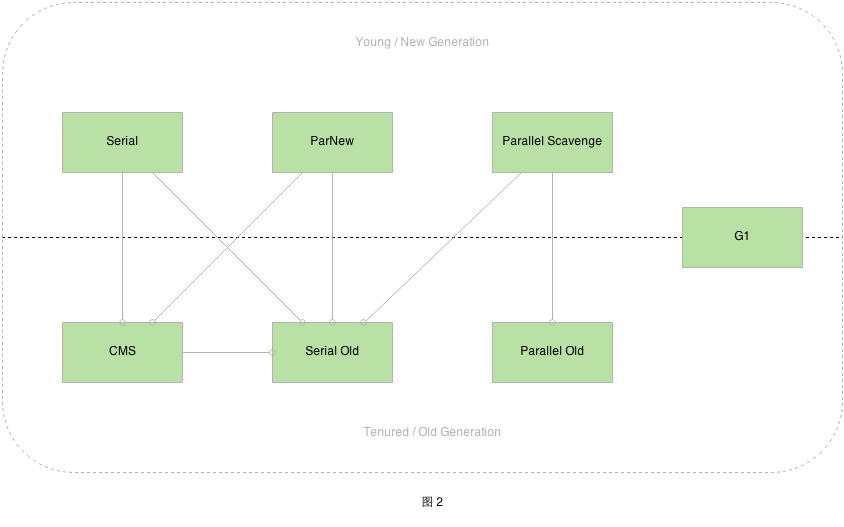 Young / New Generation
Serial
ParNew
Parallel Scavenge
G1
CMS
Serial Old
Parallel Old
Tenured / Old Generation
图 2